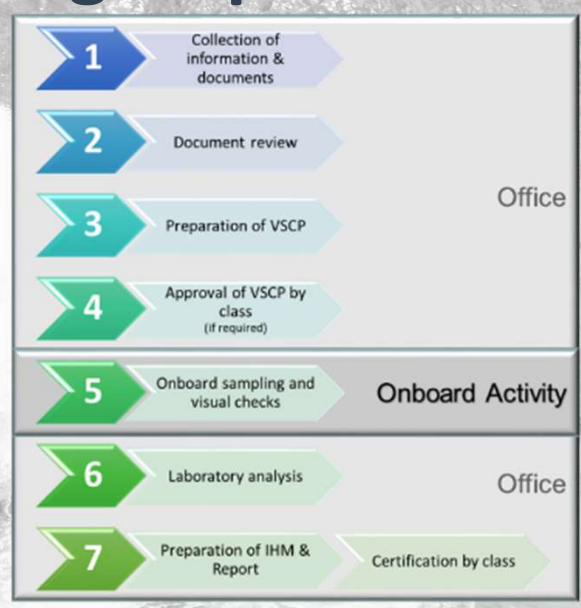 1
Collection of
information &
documents
2
Document review
Office
3
Preparation of VSCP
4
Approval of VSCP by
class
(if required)
5
Onboard sampling and
visual checks
Onboard Activity
6
Laboratory analysis
Office
7
Preparation of IHM &
Report
Certification by class